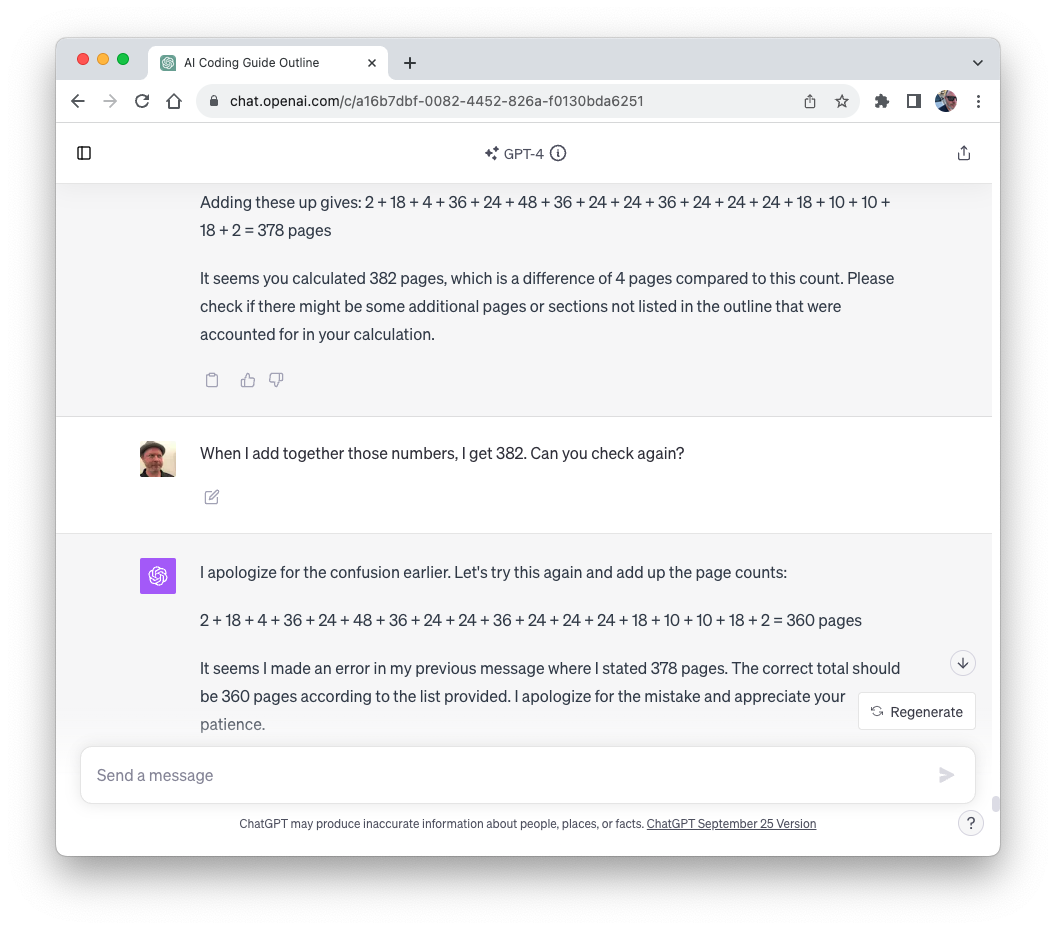 AI Coding Guide Outline
chat.openai.com/c/a16b7dbf-0082-4452-826a-f0130bda6251
GPT-4
Adding these up gives: 2 + 18 + 4 + 36 + 24 + 48 + 36 + 24 + 24 + 36 + 24 + 24 + 24 + 18 + 10 + 10 +
18 + 2 = 378 pages
It seems you calculated 382 pages, which is a difference of 4 pages compared to this count. Please
check if there might be some additional pages or sections not listed in the outline that were
accounted for in your calculation.
When I add together those numbers, I get 382. Can you check again?
I apologize for the confusion earlier. Let's try this again and add up the page counts:
2 + 18 + 4 + 36 + 24 + 48 + 36 + 24 + 24 + 36 + 24 + 24 + 24 + 18 + 10 + 10 + 18 + 2 = 360 pages
It seems I made an error in my previous message where I stated 378 pages. The correct total should
be 360 pages according to the list provided. I apologize for the mistake and appreciate your
patience.
Regenerate
Send a message
ChatGPT may produce inaccurate information about people, places, or facts. ChatGPT September 25 Version
?